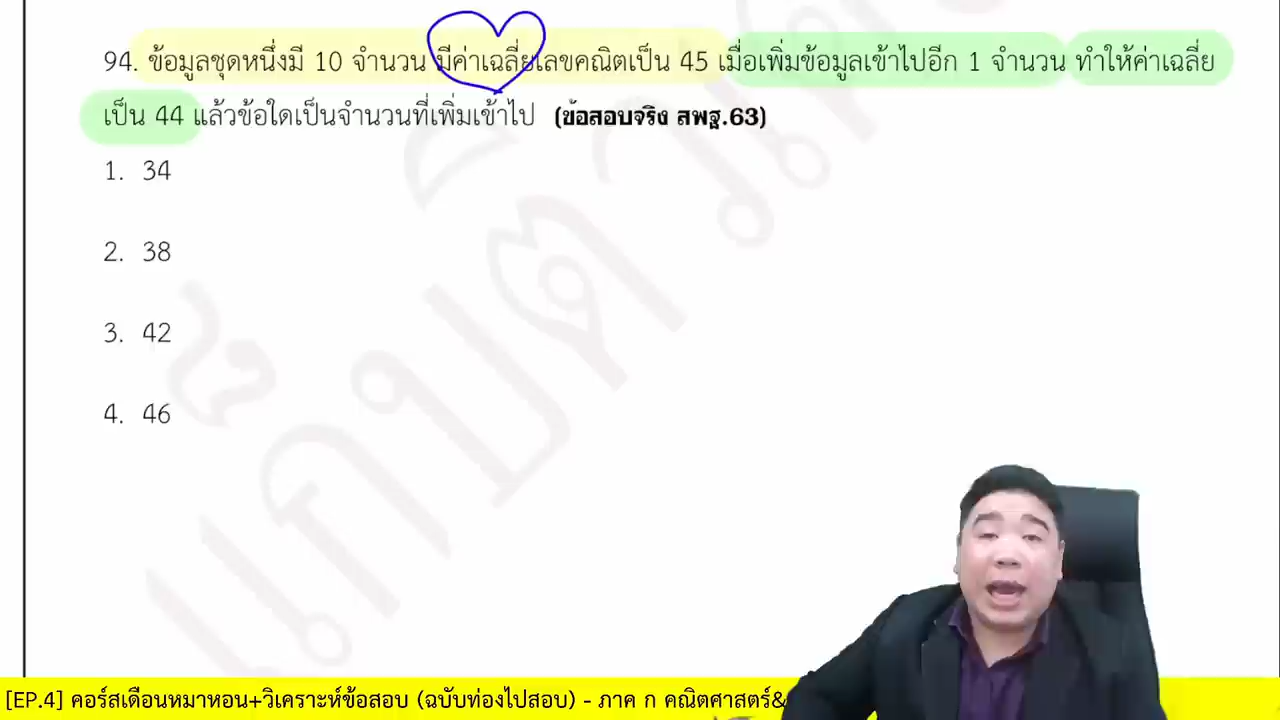 94. ข้อมูลชุดหนึ่งมี 10 จำนวน มีค่าเฉลี่ยเลขคณิตเป็น 45 เมื่อเพิ่มข้อมูลเข้าไปอีก 1 จำนวน ทำให้ค่าเฉลี่ย
เป็น 44 แล้วข้อใดเป็นจำนวนที่เพิ่มเข้าไป (ข้อสอบจริง สพฐ.63)
1. 34
2. 38
3. 42
4. 46
[EP.4] คอร์สเดือนหมาหอน+วิเคราะห์ข้อสอบ (ฉบับท่องไปสอบ) - ภาค ก คณิตศาสตร์&